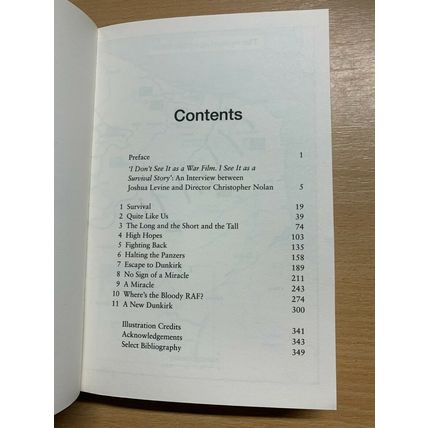 Contents
Preface 1
'I Don't See It as a War Film. I See It as a
Survival Story': An Interview between
Joshua Levine and Director Christopher Nolan 5
1 Survival 19
2 Quite Like Us 39
3 The Long and the Short and the Tall 74
4 High Hopes 103
5 Fighting Back 135
6 Halting the Panzers 158
7 Escape to Dunkirk 189
8 No Sign of a Miracle 211
9 A Miracle 243
10 Where's the Bloody RAF? 274
11 A New Dunkirk 300
Illustration Credits 341
Acknowledgements 343
Select Bibliography 349